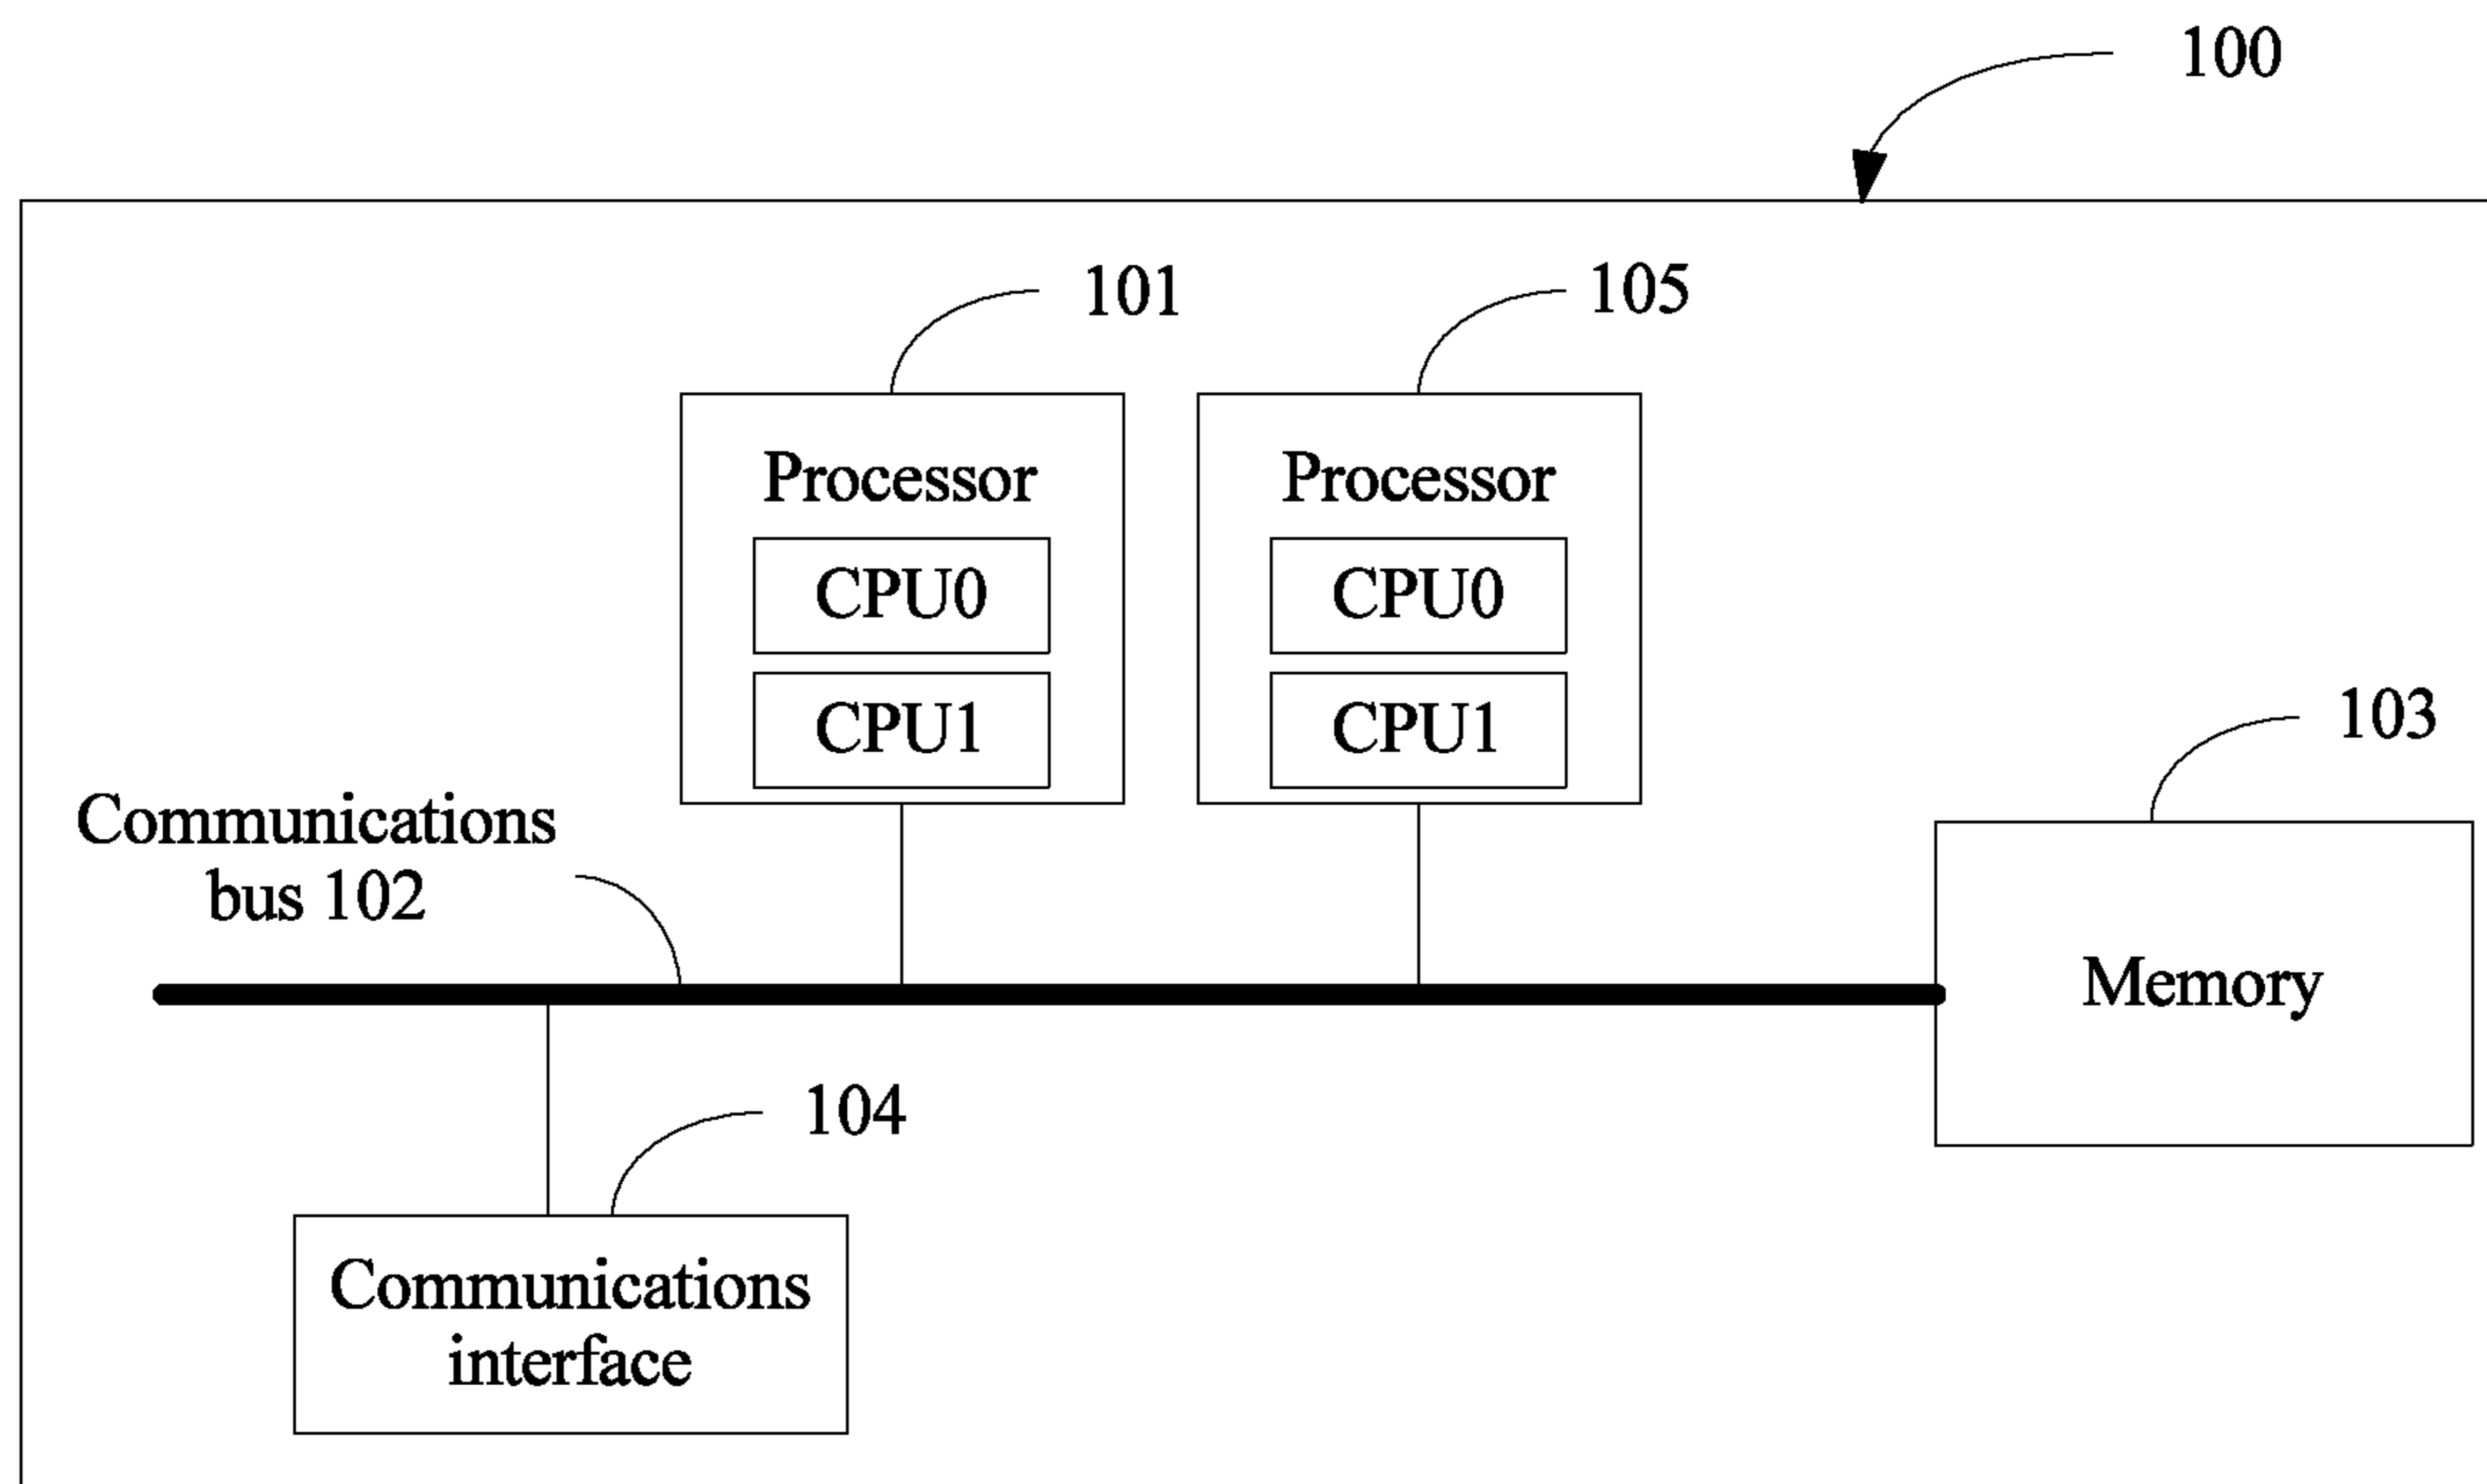 100
101
105
Processor
Processor
CPU0
CPU0
CPU1
CPU1
103
Communications
bus 102
Memory
104
Communications
interface